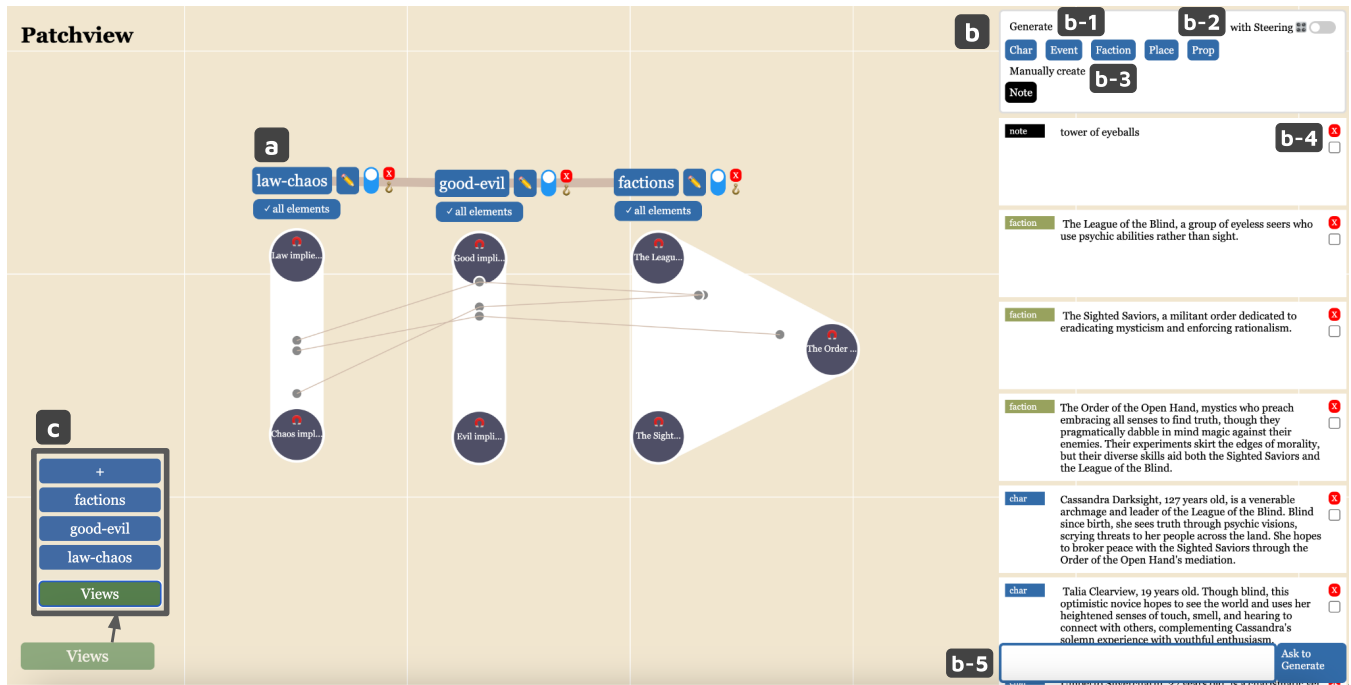 Patchview
a
law-chaos
X
✓ all elements
good-evil
X
✓ all elements
factions
X
✓ all elements
Law implie...
Good impli...
The Leagu...
The Order ...
Chaos impl...
Evil impli...
The Sight...
c
+
factions
good-evil
law-chaos
Views
Views
b
Generate
b-1
b-2
with Steering
Char
Event
Faction
Place
Prop
Manually create
b-3
Note
note
tower of eyeballs
b-4
X
faction
The League of the Blind, a group of eyeless seers who
use psychic abilities rather than sight.
X
faction
The Sighted Saviors, a militant order dedicated to
eradicating mysticism and enforcing rationalism.
X
faction
The Order of the Open Hand, mystics who preach
embracing all senses to find truth, though they
pragmatically dabble in mind magic against their
enemies. Their experiments skirt the edges of morality,
but their diverse skills aid both the Sighted Saviors and
the League of the Blind.
X
char
Cassandra Darksight, 127 years old, is a venerable
archmage and leader of the League of the Blind. Blind
since birth, she sees truth through psychic visions,
scrying threats to her people across the land. She hopes
to broker peace with the Sighted Saviors through the
Order of the Open Hand's mediation.
X
char
Talia Clearview, 19 years old. Though blind, this
optimistic novice hopes to see the world and uses her
heightened senses of touch, smell, and hearing to
connect with others, complementing Cassandra's
solemn experience with youthful enthusiasm.
X
b-5
Ask to
Generate